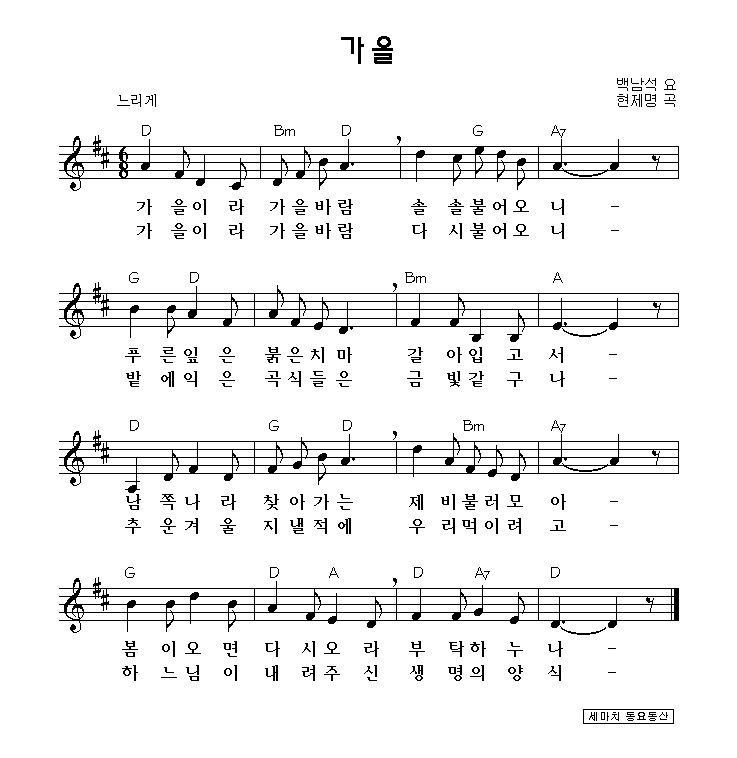 가을
백남석 요
느리게
현제명 곡
D Bm D G A7
6
8
가 을이 라 가을바람 솔 솔불어오 니 -
가 을이 라 가을바람 다 시불어오 니 -
G D Bm A
푸 른잎 은 붉은치 마 갈 아입 고 서 -
밭 에익 은 곡식들 은 금 빛같 구 나 -
D G D Bm A7
남 쪽나 라 찾아가는 제 비불러모 아 -
추 운겨 울 지낼적에 우 리먹이려 고 -
G D A D A7 D
봄 이오 면 다 시오 라 부 탁하 누 나 -
하 느님 이 내 려주 신 생 명의 양 식 -
세마치 동요동산